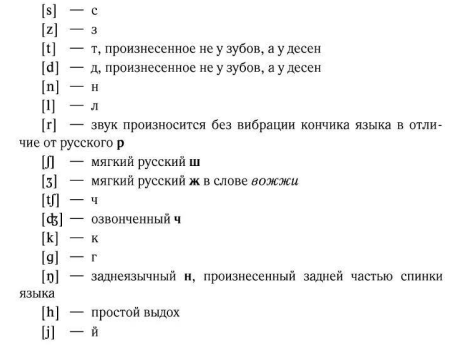 [s] — с
[z] — з
[t] — т, произнесенное не у зубов, а у десен
[d] — д, произнесенное не у зубов, а у десен
[n] — н
[l] — л
[r] — звук произносится без вибрации кончика языка в отли-
чие от русского р
[ʃ] — мягкий русский ш
[ʒ] — мягкий русский ж в слове вожжи
[tʃ] — ч
[ʤ] — озвонченный ч
[k] — к
[g] — г
[ŋ] — заднеязычный н, произнесенный задней частью спинки
языка
[h] — простой выдох
[j] — й